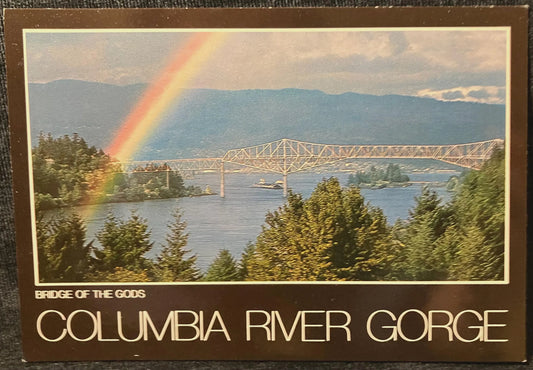 BRIDGE OF THE GODS
COLUMBIA RIVER GORGE